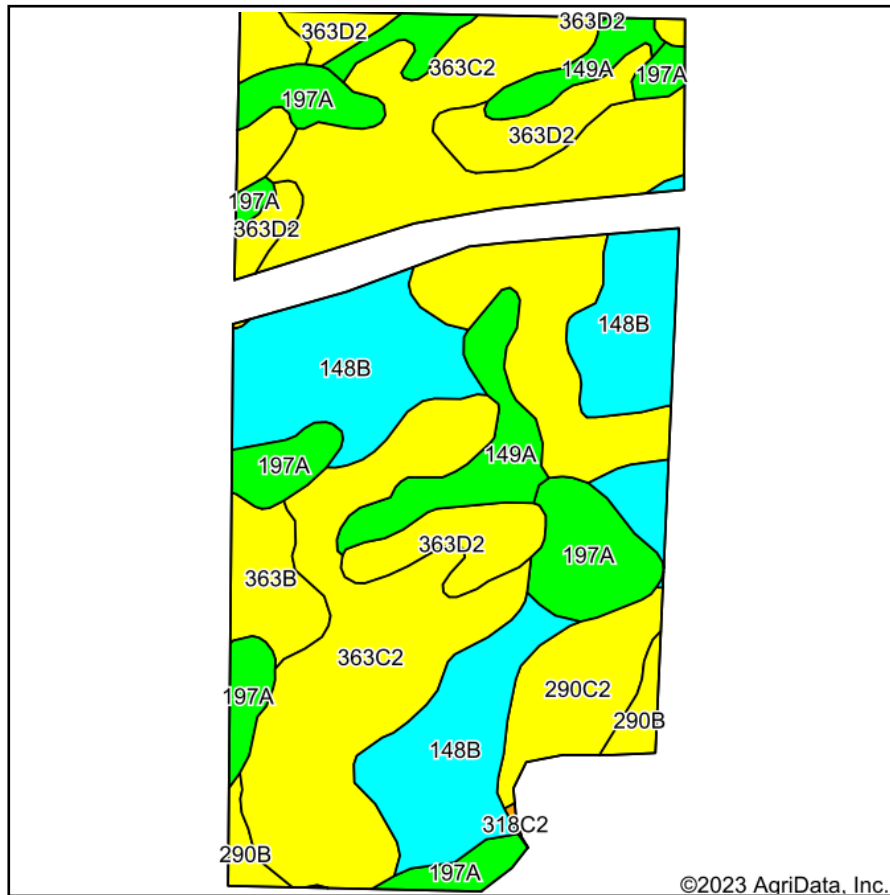 363D2
363D2
363C2
149A
197A
197A
363D2
197A
363D2
148B
148B
149A
197A
363D2
197A
363B
363C2
290C2
197A
290B
148B
318C2
290B
197A
©2023 AgriData, Inc.